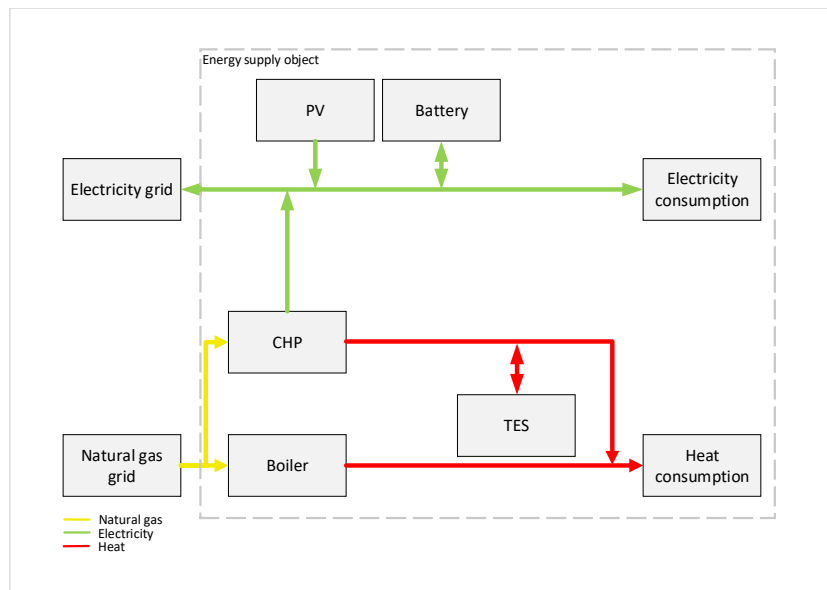 Energy supply object
PV
Battery
Electricity grid
Electricity
consumption
CHP
TES
Natural gas
grid
Boiler
Heat
consumption
Natural gas
Electricity
Heat